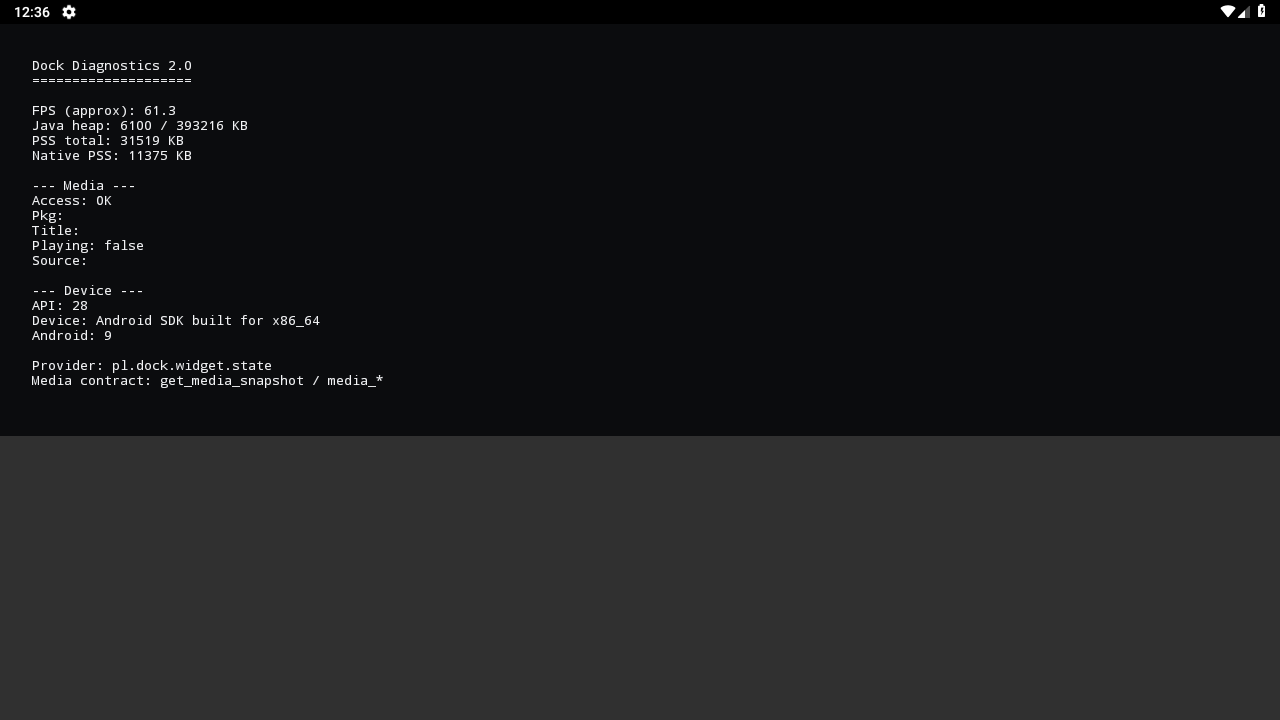 12:36
Dock Diagnostics 2.0
====================
FPS (approx): 61.3
Java heap: 6100 / 393216 KB
PSS total: 31519 KB
Native PSS: 11375 KB
--- Media ---
Access: OK
Pkg:
Title:
Playing: false
Source:
--- Device ---
API: 28
Device: Android SDK built for x86_64
Android: 9
Provider: pl.dock.widget.state
Media contract: get_media_snapshot / media_*